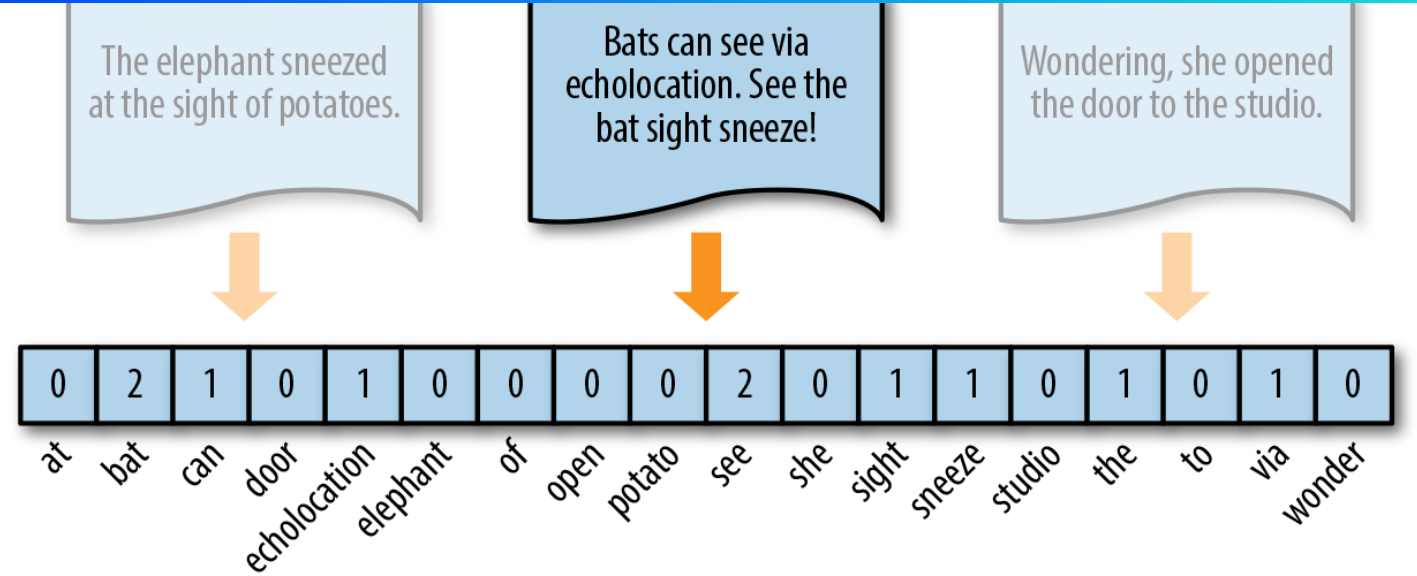 The elephant sneezed
at the sight of potatoes.
Bats can see via
echolocation. See the
bat sight sneeze!
Wondering, she opened
the door to the studio.
0 2 1 0 1 0 0 0 0 2 0 1 1 0 1 0 1 0
at bat can door echolocation elephant of open potato see she sight sneeze studio the to via wonder